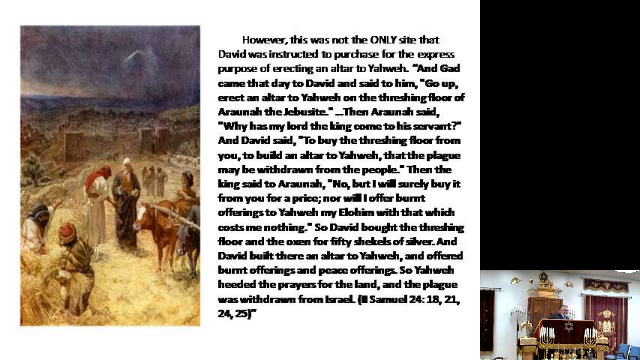 However, this was not the ONLY site that
David was instructed to purchase for the express
purpose of erecting an altar to Yahweh. "And Gad
came that day to David and said to him, "Go up,
erect an altar to Yahweh on the threshing floor of
Araunah the Jebusite." ...Then Araunah said,
"Why has my lord the king come to his servant?"
And David said, "To buy the threshing floor from
you, to build an altar to Yahweh, that the plague
may be withdrawn from the people." Then the
king said to Araunah, "No, but I will surely buy it
from you for a price; nor will I offer burnt
offerings to Yahweh my Elohim with that which
costs me nothing." So David bought the threshing
floor and the oxen for fifty shekels of silver. And
David built there an altar to Yahweh, and offered
burnt offerings and peace offerings. So Yahweh
heeded the prayers for the land, and the plague
was withdrawn from Israel. (II Samuel 24: 18, 21,
24, 25)"